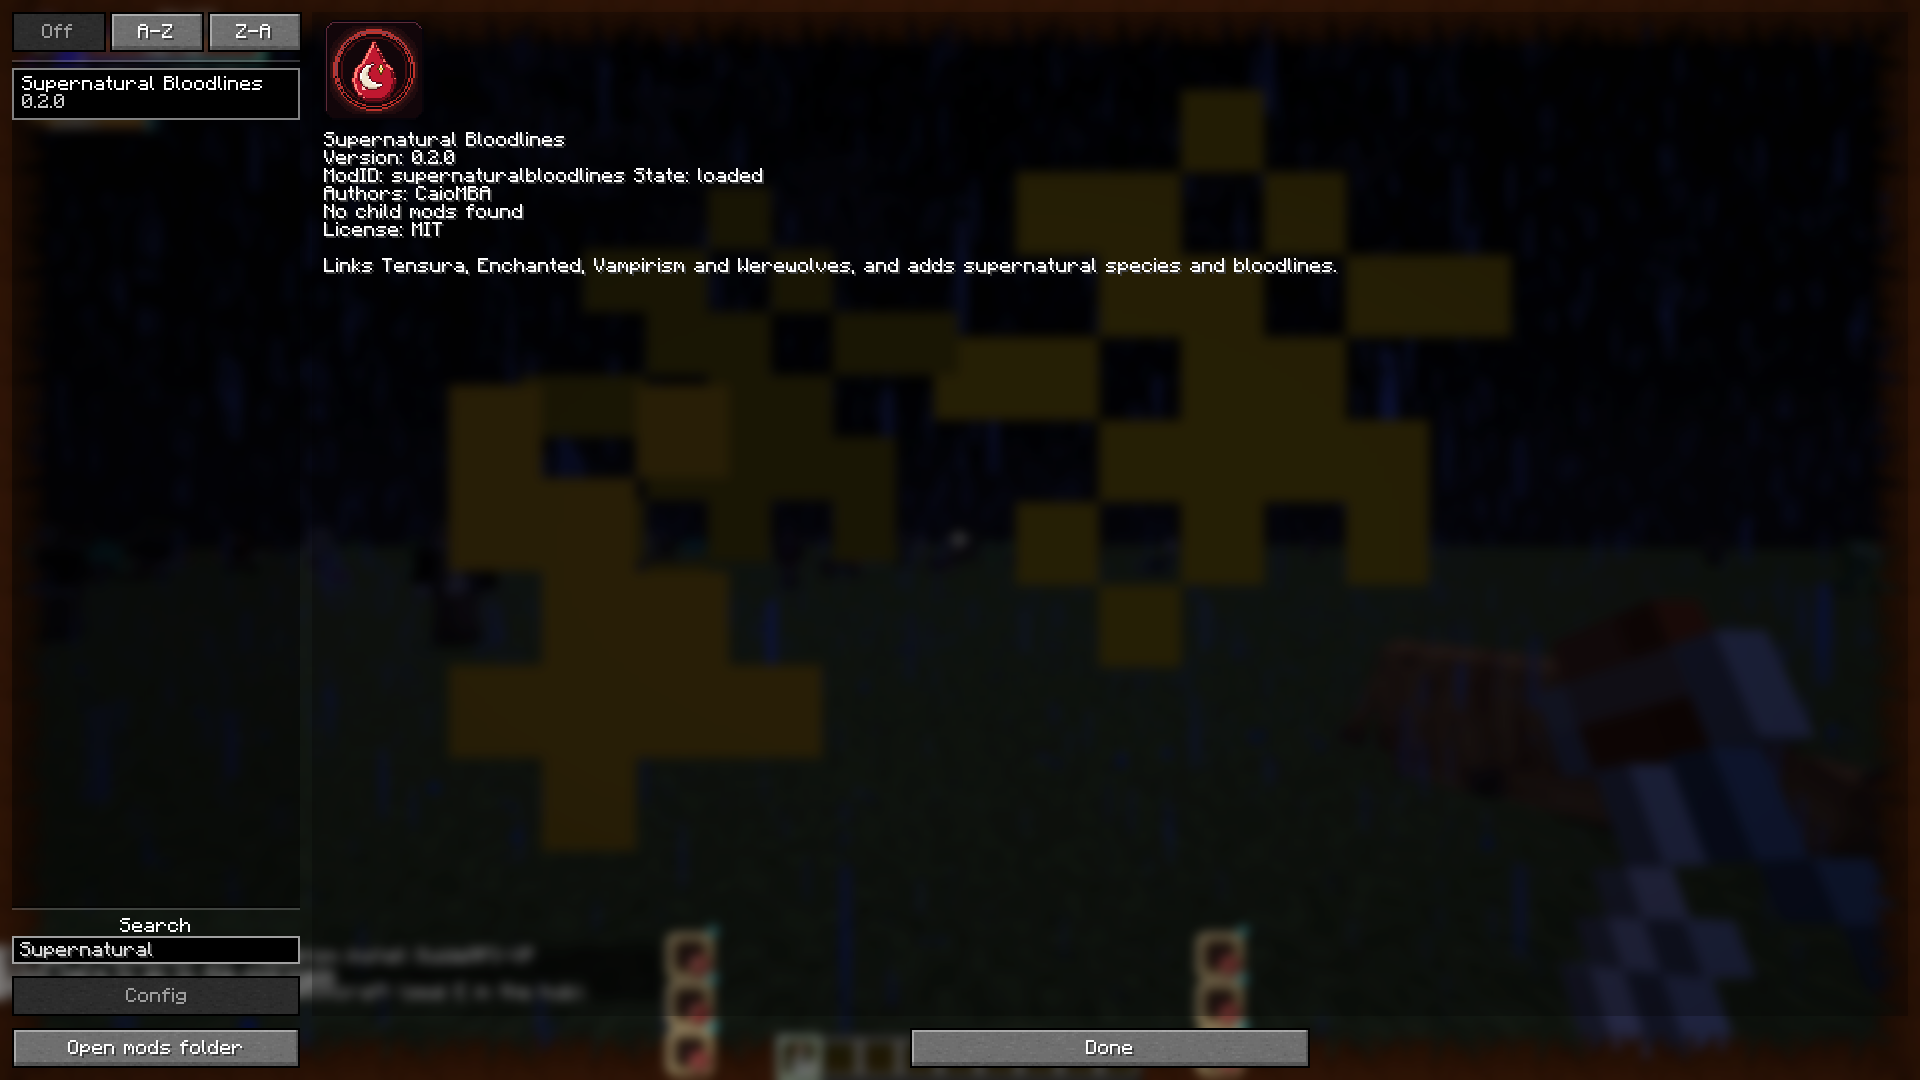 Off
A-Z
Z-A
Supernatural Bloodlines
0.2.0
Supernatural Bloodlines
Version: 0.2.0
ModID: supernaturalbloodlines State: loaded
Authors: CaioMBA
No child mods found
License: MIT
Links Tensura, Enchanted, Vampirism and Werewolves, and adds supernatural species and bloodlines.
Search
Supernatural
Config
Open mods folder
Done